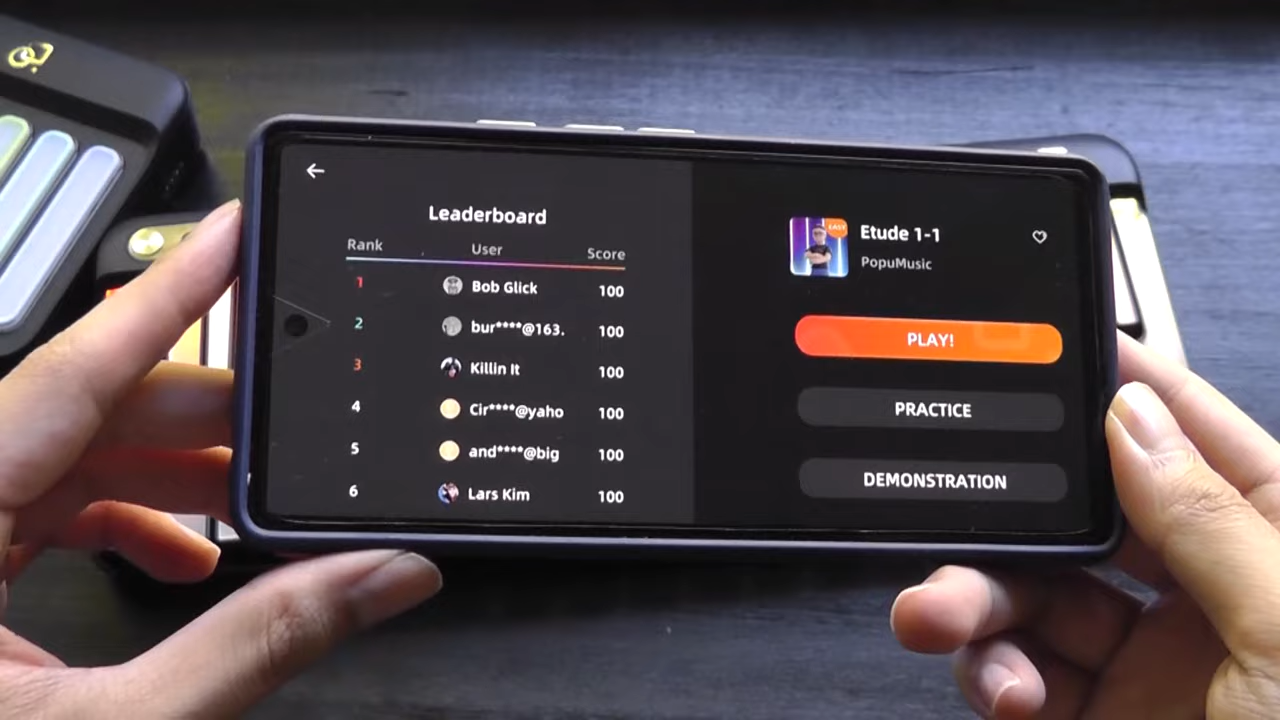 Leaderboard
Rank User Score
1 Bob Glick 100
2 bur****@163. 100
3 Killin It 100
4 Cir****@yaho 100
5 and****@big 100
6 Lars Kim 100
EASY
Etude 1-1
PopuMusic
PLAY!
PRACTICE
DEMONSTRATION